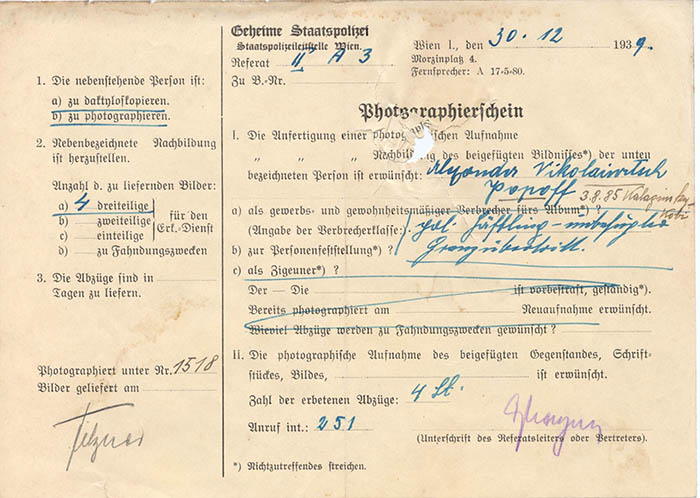 Geheime Staatspolizei
Staatspolizeileitstelle Wien.
Referat II A 3
Zu B.-Nr.
Wien I., den 30. 12 1939.
Morzinplatz 4.
Fernsprecher: A 17-5-80.
1. Die nebenstehende Person ist:
a) zu daktyloskopieren.
b) zu photographieren.
2. Nebenbezeichnete Nachbildung
ist herzustellen.
Anzahl d. zu liefernden Bilder:
a) 4 dreiteilige
b) zweiteilige
c) einteilige
für den
Erk.-Dienst
d) zu Fahndungszwecken
3. Die Abzüge sind in
Tagen zu liefern.
Photographiert unter Nr. 1518
Bilder geliefert am
Photographierschein
I. Die Anfertigung einer photographischen Aufnahme
" " " Nachbildung des beigefügten Bildnisses*) der unten
bezeichneten Person ist erwünscht:
Popoff 3.8.85
a) als gewerbs- und gewohnheitsmäßiger Verbrecher fürs Album*) ?
(Angabe der Verbrecherklasse:) pol. Häftling - unbefugter
b) zur Personenfeststellung*) ? Grenzübertritt.
c) als Zigeuner*) ?
Der — Die ist vorbestraft, geständig*).
Bereits photographiert am Neuaufnahme erwünscht.
Wieviel Abzüge werden zu Fahndungszwecken gewünscht ?
II. Die photographische Aufnahme des beigefügten Gegenstandes, Schrift-
stückes, Bildes, ist erwünscht.
Zahl der erbetenen Abzüge: 4 St.
Anruf int.: 251
(Unterschrift des Referatsleiters oder Vertreters).
*) Nichtzutreffendes streichen.